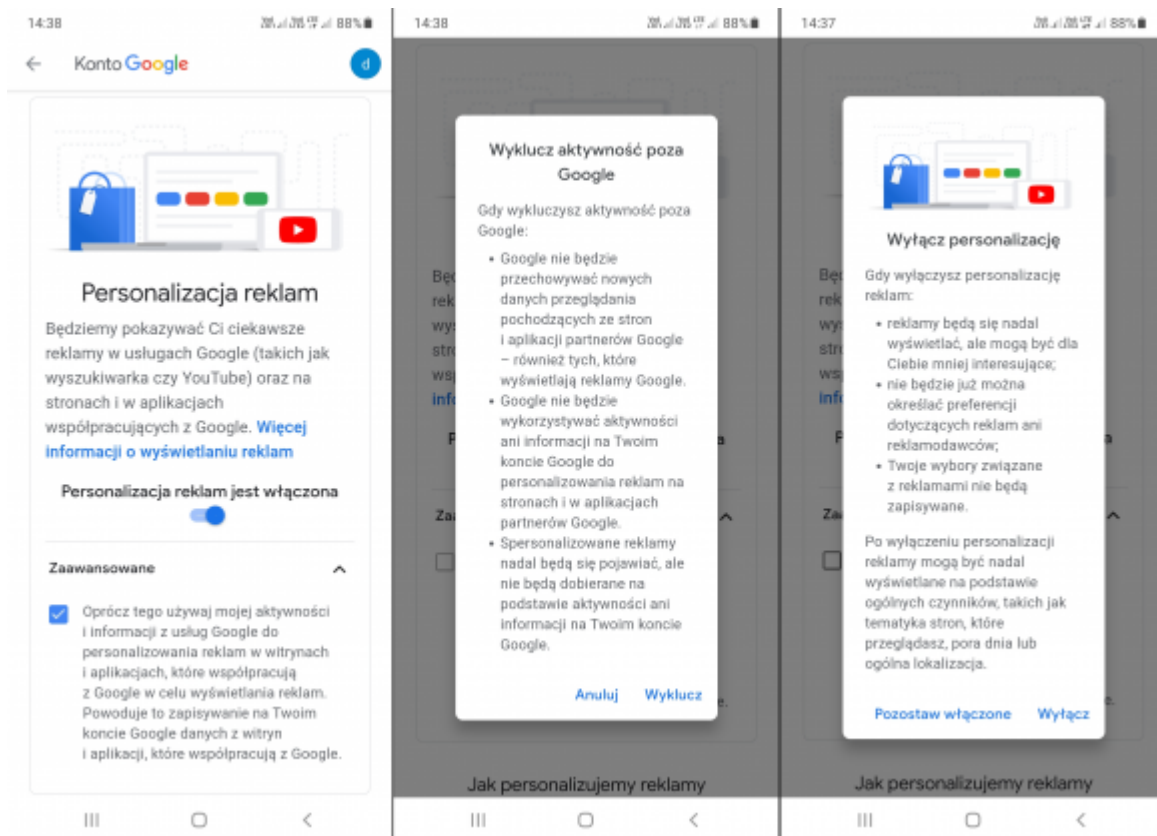 14:38
88%
Konto Google
d
Personalizacja reklam
Będziemy pokazywać Ci ciekawsze
reklamy w usługach Google (takich jak
wyszukiwarka czy YouTube) oraz na
stronach i w aplikacjach
współpracujących z Google. Więcej
informacji o wyświetlaniu reklam
Personalizacja reklam jest włączona
Zaawansowane
Oprócz tego używaj mojej aktywności
i informacji z usług Google do
personalizowania reklam w witrynach
i aplikacjach, które współpracują
z Google w celu wyświetlania reklam.
Powoduje to zapisywanie na Twoim
koncie Google danych z witryn
i aplikacji, które współpracują z Google.
14:38
88%
Wyklucz aktywność poza
Google
Gdy wykluczysz aktywność poza
Google:
• Google nie będzie
przechowywać nowych
danych przeglądania
pochodzących ze stron
i aplikacji partnerów Google
– również tych, które
wyświetlają reklamy Google.
• Google nie będzie
wykorzystywać aktywności
ani informacji na Twoim
koncie Google do
personalizowania reklam na
stronach i w aplikacjach
partnerów Google.
• Spersonalizowane reklamy
nadal będą się pojawiać, ale
nie będą dobierane na
podstawie aktywności ani
informacji na Twoim koncie
Google.
Anuluj Wyklucz
Jak personalizujemy reklamy
14:37
88%
Wyłącz personalizację
Gdy wyłączysz personalizację
reklam:
• reklamy będą się nadal
wyświetlać, ale mogą być dla
Ciebie mniej interesujące;
• nie będzie już można
określać preferencji
dotyczących reklam ani
reklamodawców;
• Twoje wybory związane
z reklamami nie będą
zapisywane.
Po wyłączeniu personalizacji
reklamy mogą być nadal
wyświetlane na podstawie
ogólnych czynników, takich jak
tematyka stron, które
przeglądasz, pora dnia lub
ogólna lokalizacja.
Pozostaw włączone Wyłącz
Jak personalizujemy reklamy